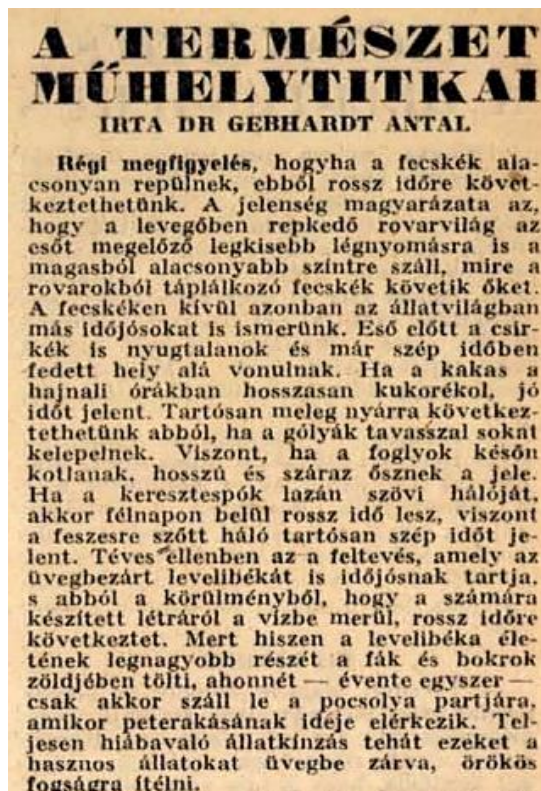 A TERMÉSZET
MŰHELYTITKAI
IRTA DR GEBHARDT ANTAL
Régi megfigyelés, hogyha a fecskék ala-
csonyan repülnek, ebből rossz időre követ-
keztethetünk. A jelenség magyarázata az,
hogy a levegőben repkedő rovarvilág az
esőt megelőző legkisebb légnyomásra is a
magasból alacsonyabb szintre száll, mire a
rovarokból táplálkozó fecskék követik őket.
A fecskéken kívül azonban az állatvilágban
más időjósokat is ismerünk. Eső előtt a csir-
kék is nyugtalanok és már szép időben
fedett hely alá vonulnak. Ha a kakas a
hajnali órákban hosszasan kukorékol, jó
időt jelent. Tartósan meleg nyárra következ-
tethetünk abból, ha a gólyák tavasszal sokat
kelepelnek. Viszont, ha a foglyok későn
kotlanak, hosszú és száraz ősznek a jele.
Ha a keresztespók lazán szövi hálóját,
akkor félnapon belül rossz idő lesz, viszont
a feszesre szőtt háló tartósan szép időt je-
lent. Téves ellenben az a feltevés, amely az
üvegbezárt levelibékát is időjósnak tartja,
s abból a körülményből, hogy a számára
készített létráról a vízbe merül, rossz időre
következtet. Mert hiszen a levelibéka éle-
tének legnagyobb részét a fák és bokrok
zöldjében tölti, ahonnét — évente egyszer —
csak akkor száll le a pocsolya partjára,
amikor peterakásának ideje elérkezik. Tel-
jesen hiábavaló állatkínzás tehát ezeket a
hasznos állatokat üvegbe zárva, örökös
fogságra ítélni.